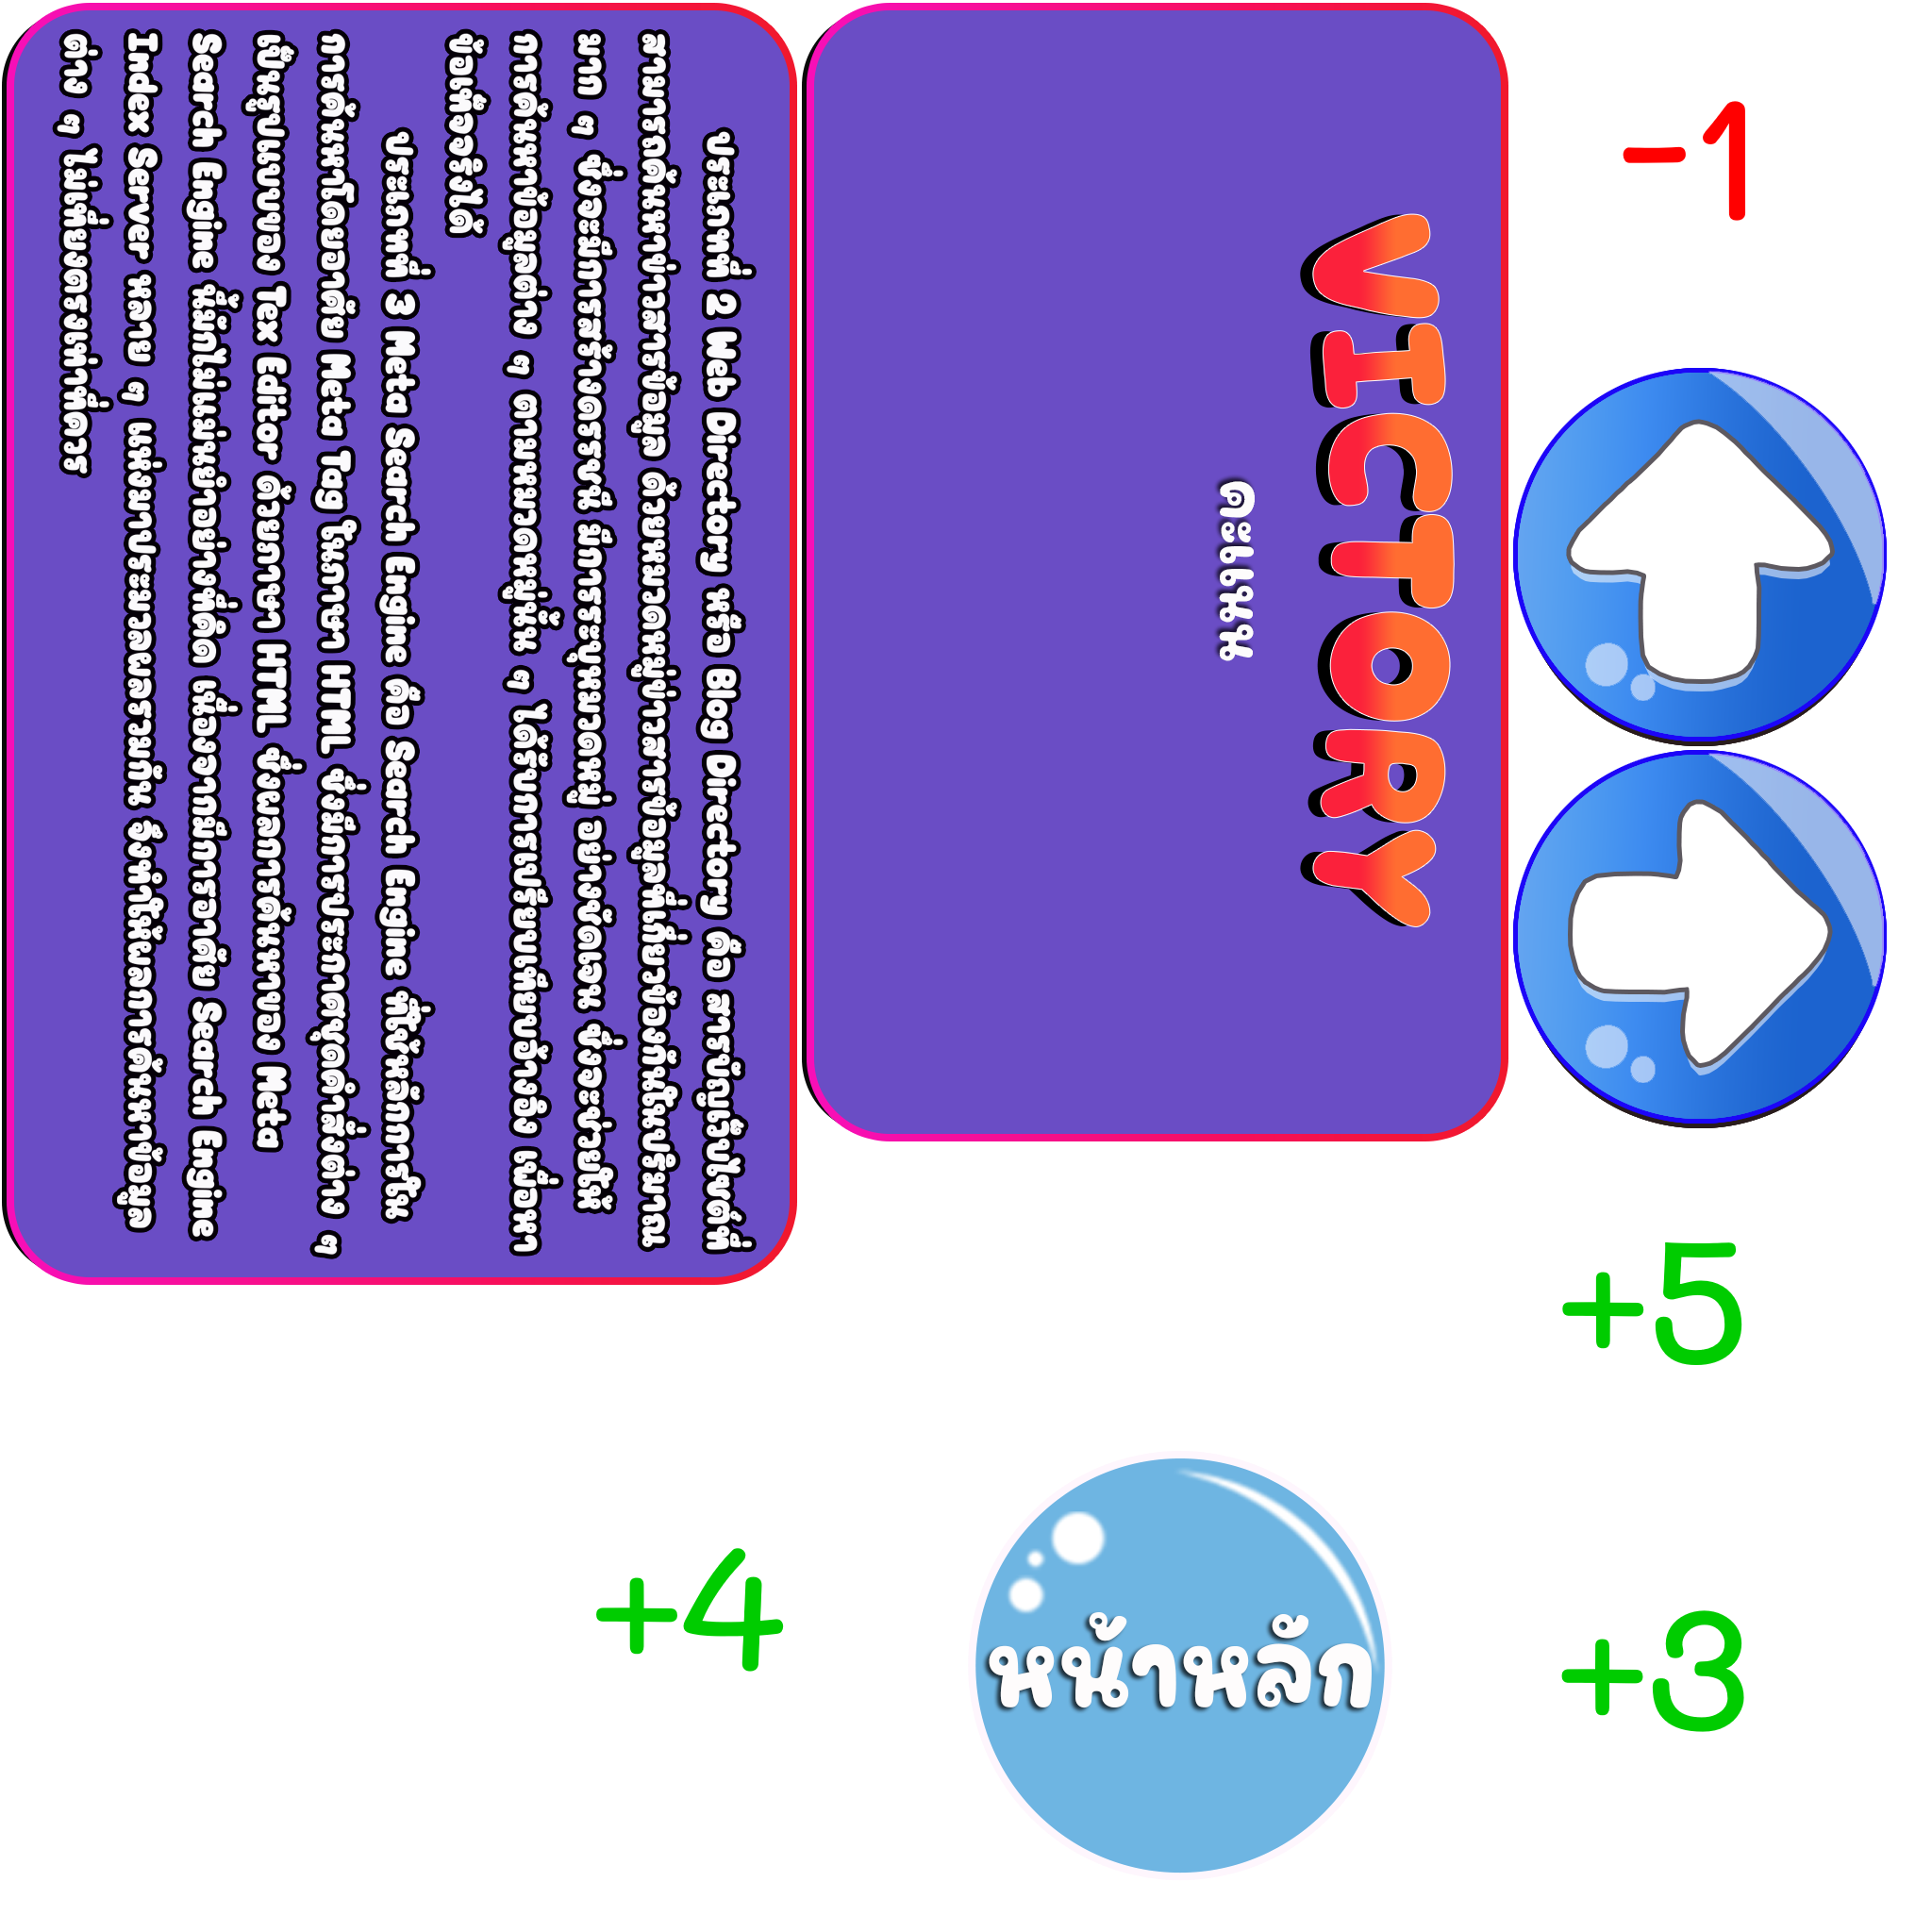 ประเภทที่ 2 Web Directory หรือ Blog Directory คือ สารบัญเว็บไซต์ที่
สามารถค้นหาข่าวสารข้อมูล ด้วยหมวดหมู่ข่าวสารข้อมูลที่เกี่ยวข้องกันในปริมาณ
มาก ๆ ซึ่งจะมีการสร้างดรรชนี มีการระบุหมวดหมู่ อย่างชัดเจน ซึ่งจะช่วยให้
การค้นหาข้อมูลต่าง ๆ ตามหมวดหมู่นั้น ๆ ได้รับการเปรียบเทียบอ้างอิง เพื่อหา
ข้อเท็จจริงได้
ประเภทที่ 3 Meta Search Engine คือ Search Engine ที่ใช้หลักการใน
การค้นหาโดยอาศัย Meta Tag ในภาษา HTML ซึ่งมีการประกาศชุดคำสั่งต่าง ๆ
เป็นรูปแบบของ Tex Editor ด้วยภาษา HTML ซึ่งผลการค้นหาของ Meta
Search Engine นี้มักไม่แม่นยำอย่างที่คิด เนื่องจากมีการอาศัย Search Engine
Index Server หลาย ๆ แห่งมาประมวลผลรวมกัน จึงทำให้ผลการค้นหาข้อมูล
ต่าง ๆ ไม่เที่ยงตรงเท่าที่ควร
VICTORY
คะแนน
-1
+5
+4
หน้าหลัก
+3